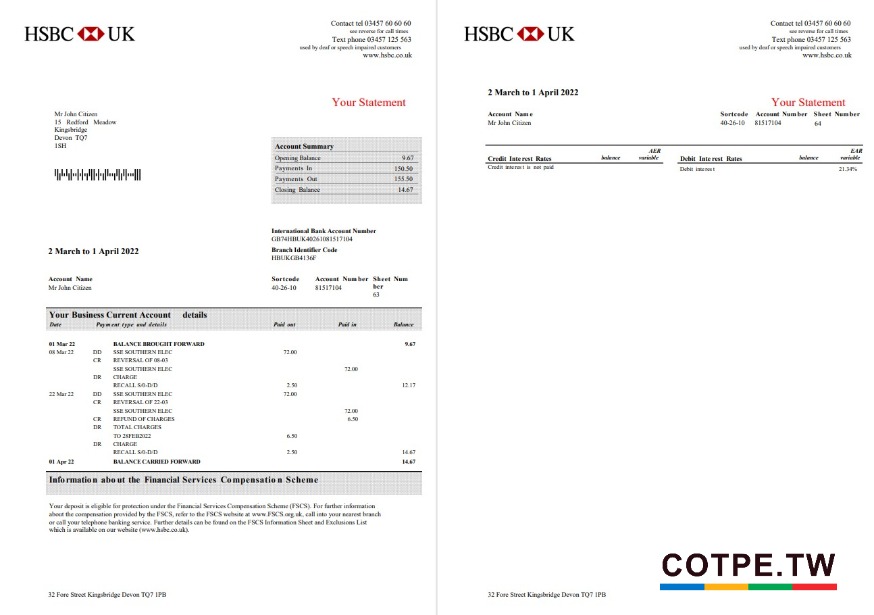 HSBC UK
Contact tel 03457 60 60 60
see reverse for call times
Text phone 03457 125 563
used by deaf or speech impaired customers
www.hsbc.co.uk
Your Statement
Mr John Citizen
15 Redford Meadow
Kingsbridge
Devon TQ7
1SH
Account Summary
Opening Balance 9.67
Payments In 150.50
Payments Out 155.50
Closing Balance 14.67
International Bank Account Number
GB74HBUK40261081517104
Branch Identifier Code
HBUKGB4136F
2 March to 1 April 2022
Account Name Sortcode Account Number Sheet Num
ber
Mr John Citizen 40-26-10 81517104
63
Your Business Current Account details
Date Payment type and details Paid out Paid in Balance
01 Mar 22 BALANCE BROUGHT FORWARD 9.67
08 Mar 22 DD SSE SOUTHERN ELEC 72.00
CR REVERSAL OF 08-03
SSE SOUTHERN ELEC 72.00
DR CHARGE
RECALL S/0-D/D 2.50 12.17
22 Mar 22 DD SSE SOUTHERN ELEC 72.00
CR REVERSAL OF 22-03
SSE SOUTHERN ELEC 72.00
CR REFUND OF CHARGES 6.50
DR TOTAL CHARGES
TO 28FEB2022 6.50
DR CHARGE
RECALL S/0-D/D 2.50 14.67
01 Apr 22 BALANCE CARRIED FORWARD 14.67
Information about the Financial Services Compensation Scheme
Your deposit is eligible for protection under the Financial Services Compensation Scheme (FSCS). For further information
about the compensation provided by the FSCS, refer to the FSCS website at www.FSCS.org.uk, call into your nearest branch
or call your telephone banking service. Further details can be found on the FSCS Information Sheet and Exclusions List
which is available on our website (www.hsbc.co.uk).
32 Fore Street Kingsbridge Devon TQ7 1PB
HSBC UK
Contact tel 03457 60 60 60
see reverse for call times
Text phone 03457 125 563
used by deaf or speech impaired customers
www.hsbc.co.uk
2 March to 1 April 2022
Your Statement
Account Name Sortcode Account Number Sheet Number
Mr John Citizen 40-26-10 81517104 64
AER EAR
Credit Interest Rates balance variable Debit Interest Rates balance variable
Credit interest is not paid Debit interest 21.34%
COTPE.TW
32 Fore Street Kingsbridge Devon TQ7 1PB